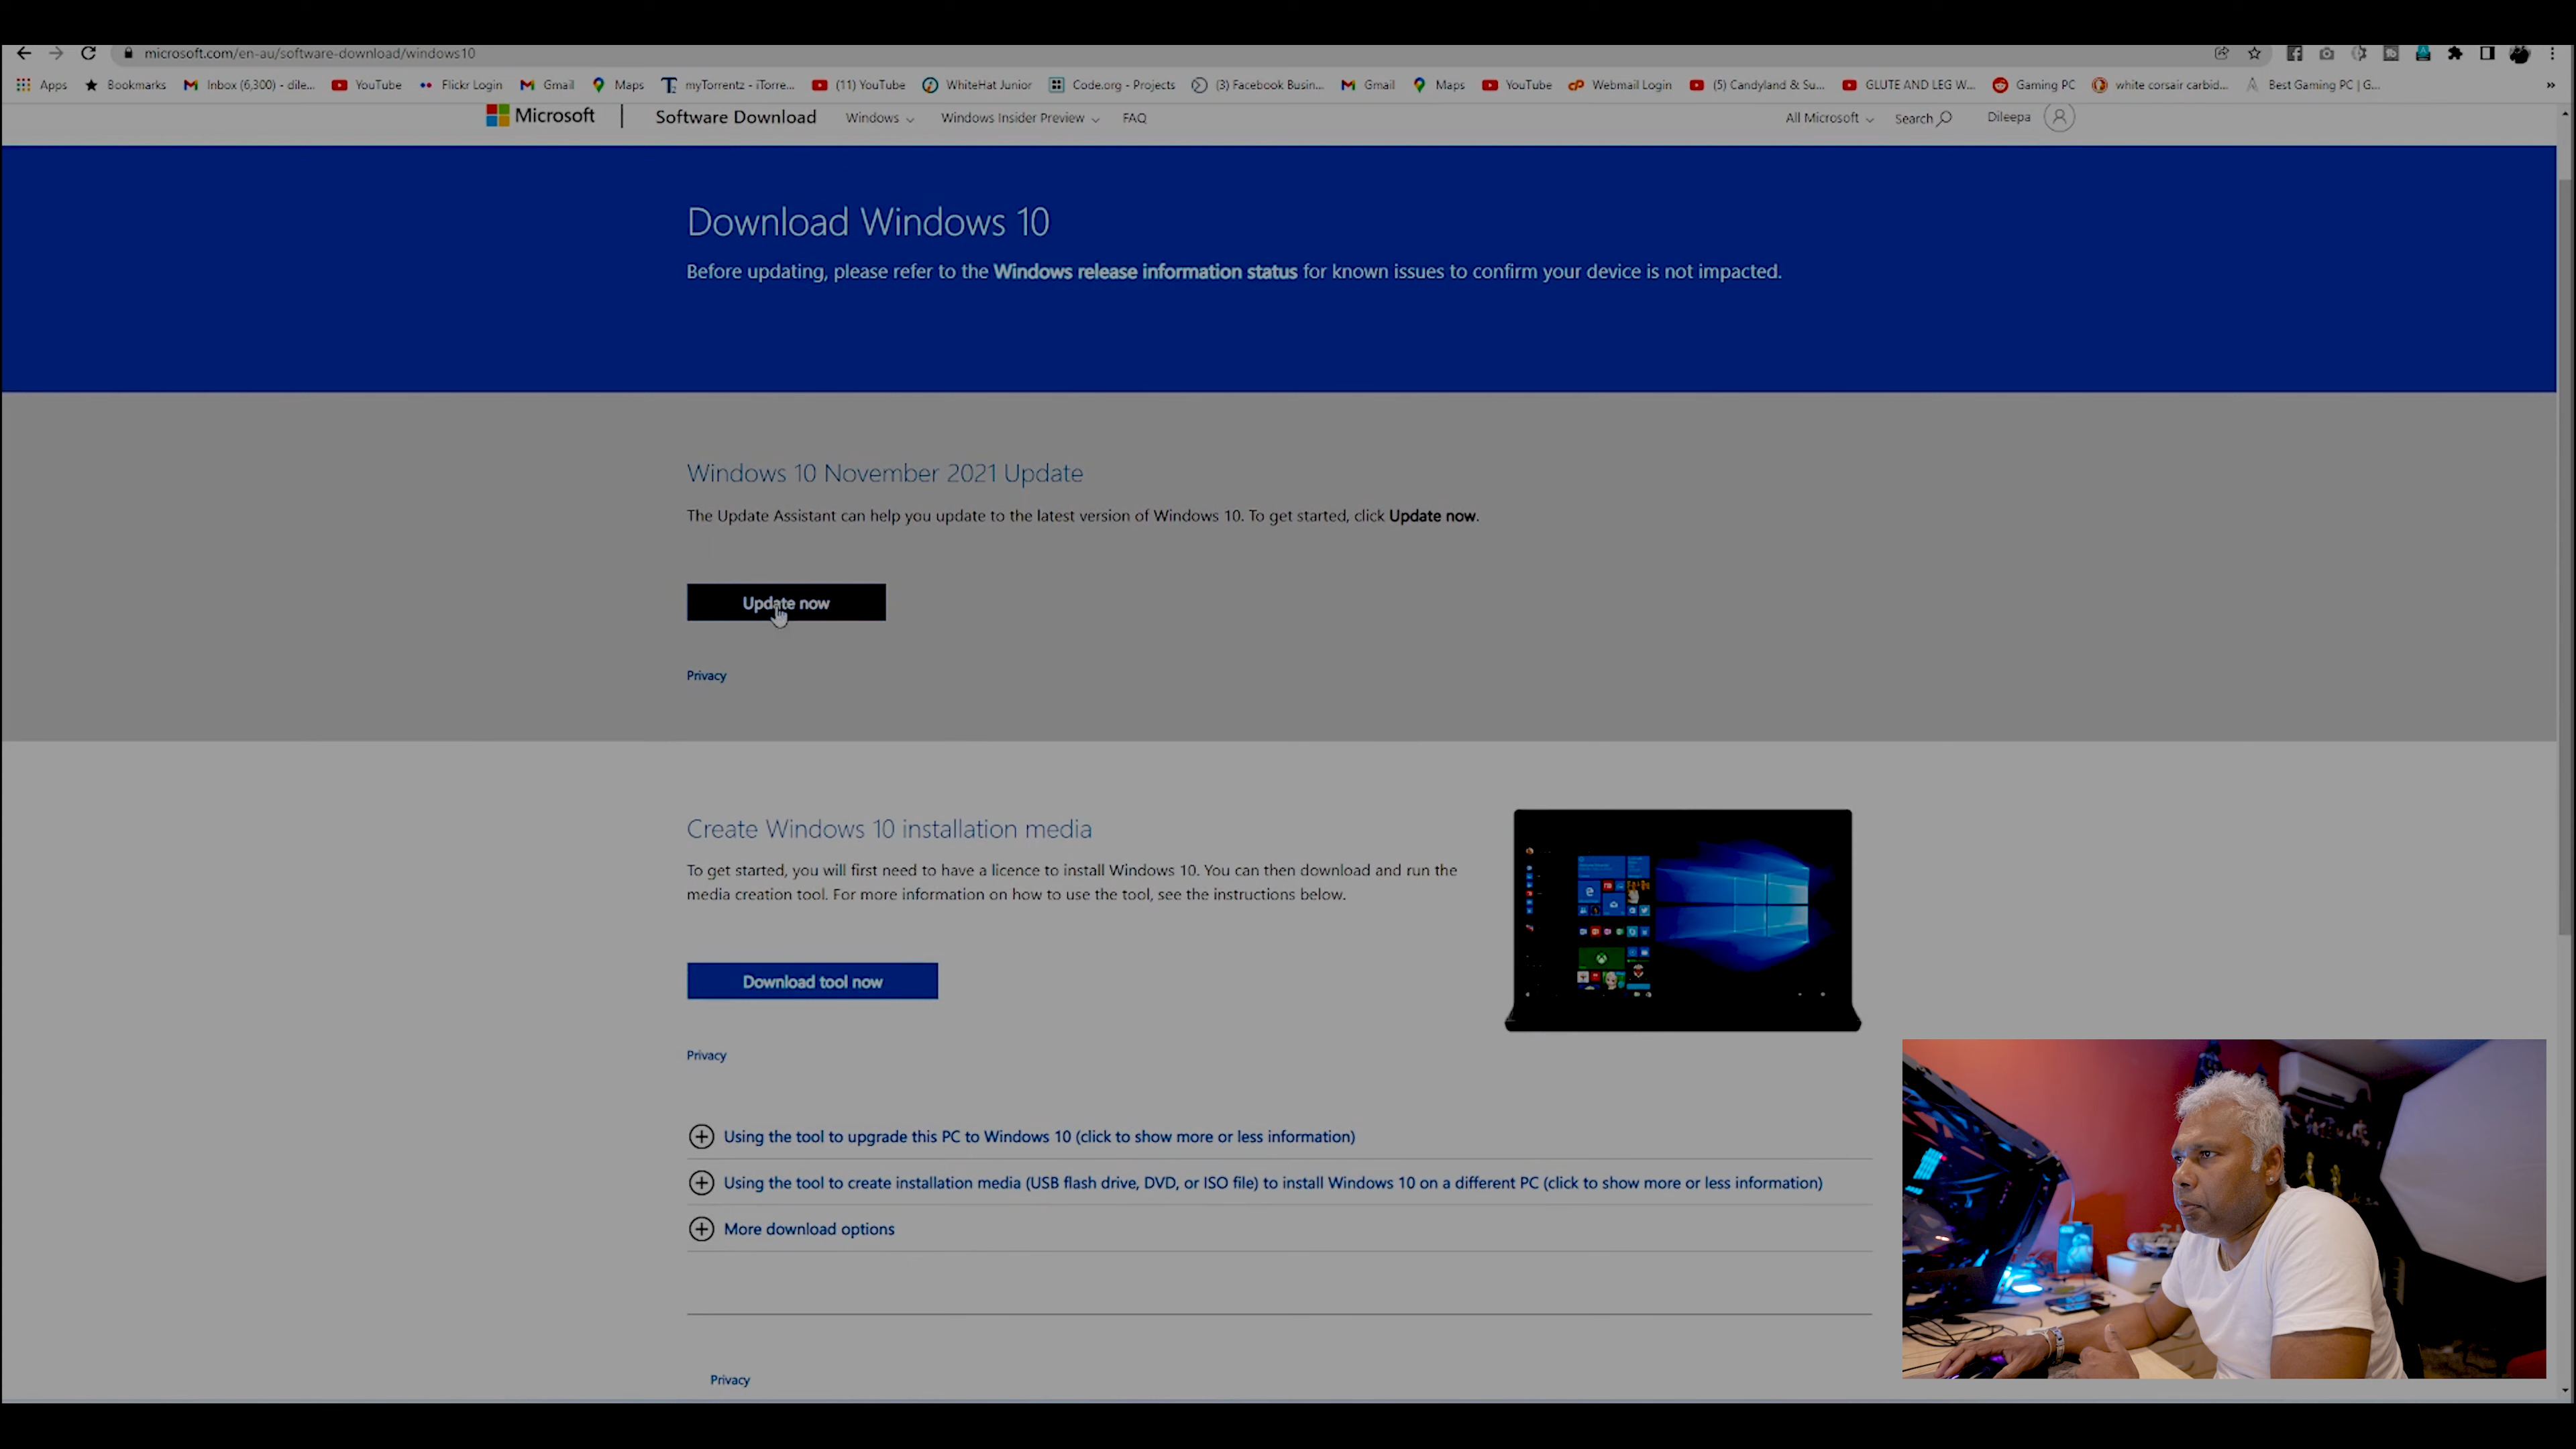 microsoft.com/en-au/software-download/windows10
Apps Bookmarks Inbox (6,300) - dile... YouTube Flickr Login Gmail Maps myTorrentz - iTorre... (11) YouTube WhiteHat Junior Code.org - Projects (3) Facebook Busin... Gmail Maps YouTube Webmail Login (5) Candyland & Su... GLUTE AND LEG W... Gaming PC white corsair carbid... Best Gaming PC | G... »
Microsoft | Software Download Windows Windows Insider Preview FAQ All Microsoft Search Dileepa
Download Windows 10
Before updating, please refer to the Windows release information status for known issues to confirm your device is not impacted.
Windows 10 November 2021 Update
The Update Assistant can help you update to the latest version of Windows 10. To get started, click Update now.
Update now
Privacy
Create Windows 10 installation media
To get started, you will first need to have a licence to install Windows 10. You can then download and run the
media creation tool. For more information on how to use the tool, see the instructions below.
Download tool now
Privacy
Using the tool to upgrade this PC to Windows 10 (click to show more or less information)
Using the tool to create installation media (USB flash drive, DVD, or ISO file) to install Windows 10 on a different PC (click to show more or less information)
More download options
Privacy